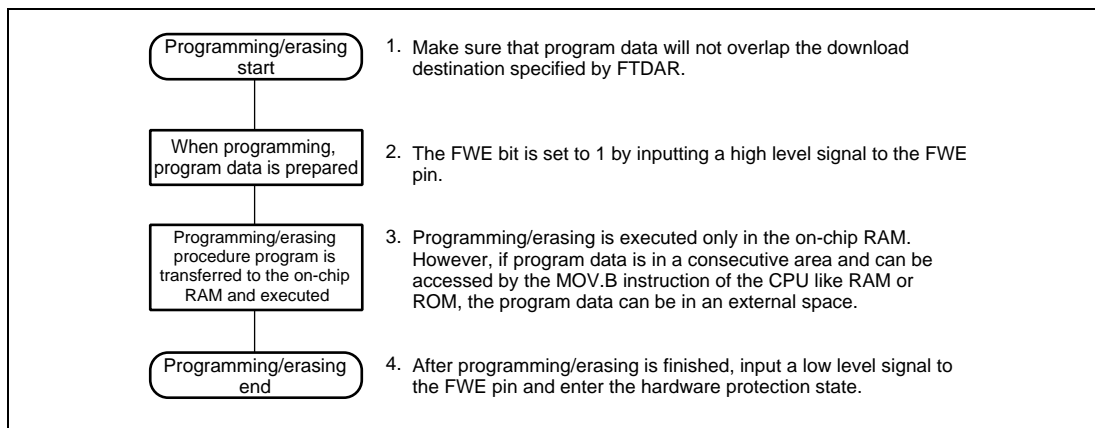 Programming/erasing
start
1. Make sure that program data will not overlap the download
destination specified by FTDAR.
When programming,
program data is prepared
2. The FWE bit is set to 1 by inputting a high level signal to the FWE
pin.
Programming/erasing
procedure program is
transferred to the on-chip
RAM and executed
3. Programming/erasing is executed only in the on-chip RAM.
However, if program data is in a consecutive area and can be
accessed by the MOV.B instruction of the CPU like RAM or
ROM, the program data can be in an external space.
Programming/erasing
end
4. After programming/erasing is finished, input a low level signal to
the FWE pin and enter the hardware protection state.